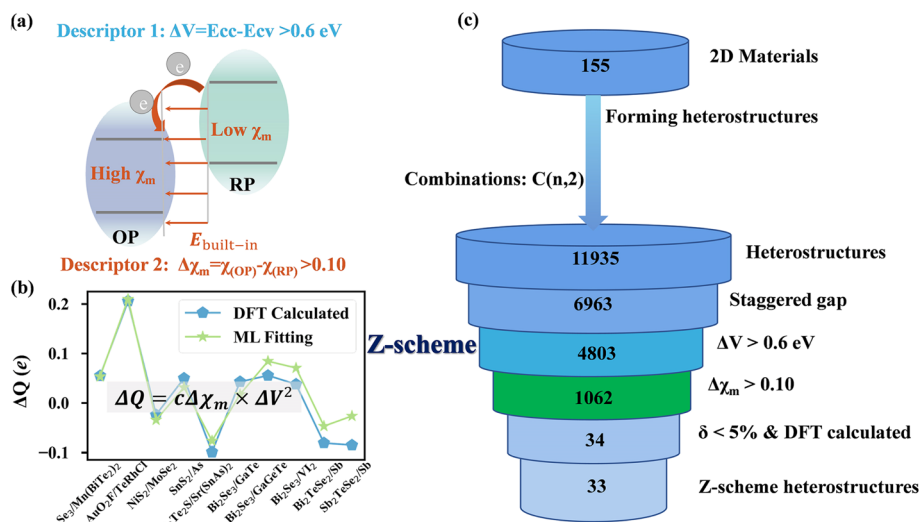 (a)
Descriptor 1: ΔV=Ecc-Ecv >0.6 eV
e
e
Low χm
High χm
RP
OP
Ebuilt−in
Descriptor 2: Δχm=χ(OP)-χ(RP) >0.10
(b)
0.2
0.1
0.0
−0.1
ΔQ (e)
DFT Calculated
ML Fitting
ΔQ = cΔχm × ΔV²
Se3/Mn(BiTe2)2
AuO2F/TeRhCl
NiS2/MoSe2
SnS2/As
Te2S/Sr(SnAs)2
Bi2Se3/GaTe
Bi2Se3/GaGeTe
Bi2Se3/VI2
Bi2TeSe2/Sb
Sb2TeSe2/Sb
(c)
155
2D Materials
Forming heterostructures
Combinations: C(n,2)
11935
Heterostructures
6963
Staggered gap
Z-scheme
4803
ΔV > 0.6 eV
1062
Δχm > 0.10
34
δ < 5% & DFT calculated
33
Z-scheme heterostructures